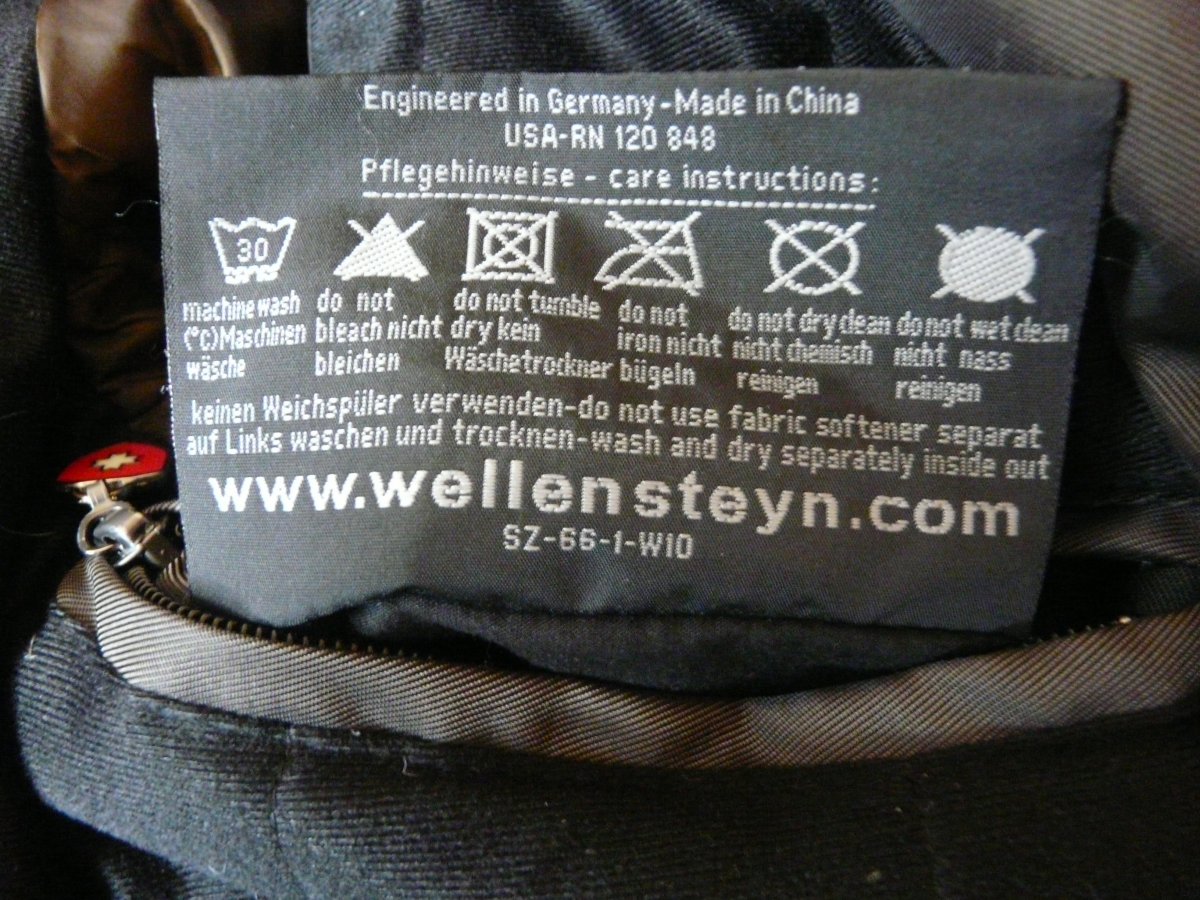 Engineered in Germany-Made in China
USA-RN 120 848
Pflegehinweise - care instructions:
30
machine wash
(°C)Maschinen
wäsche
do not
bleach nicht
bleichen
do not tumble
dry kein
Wäschetrockner
do not
iron nicht
bügeln
do not dry clean
nicht chemisch
reinigen
do not wet clean
nicht nass
reinigen
keinen Weichspüler verwenden-do not use fabric softener separat
auf Links waschen und trocknen-wash and dry separately inside out
www.wellensteyn.com
SZ-66-1-W10